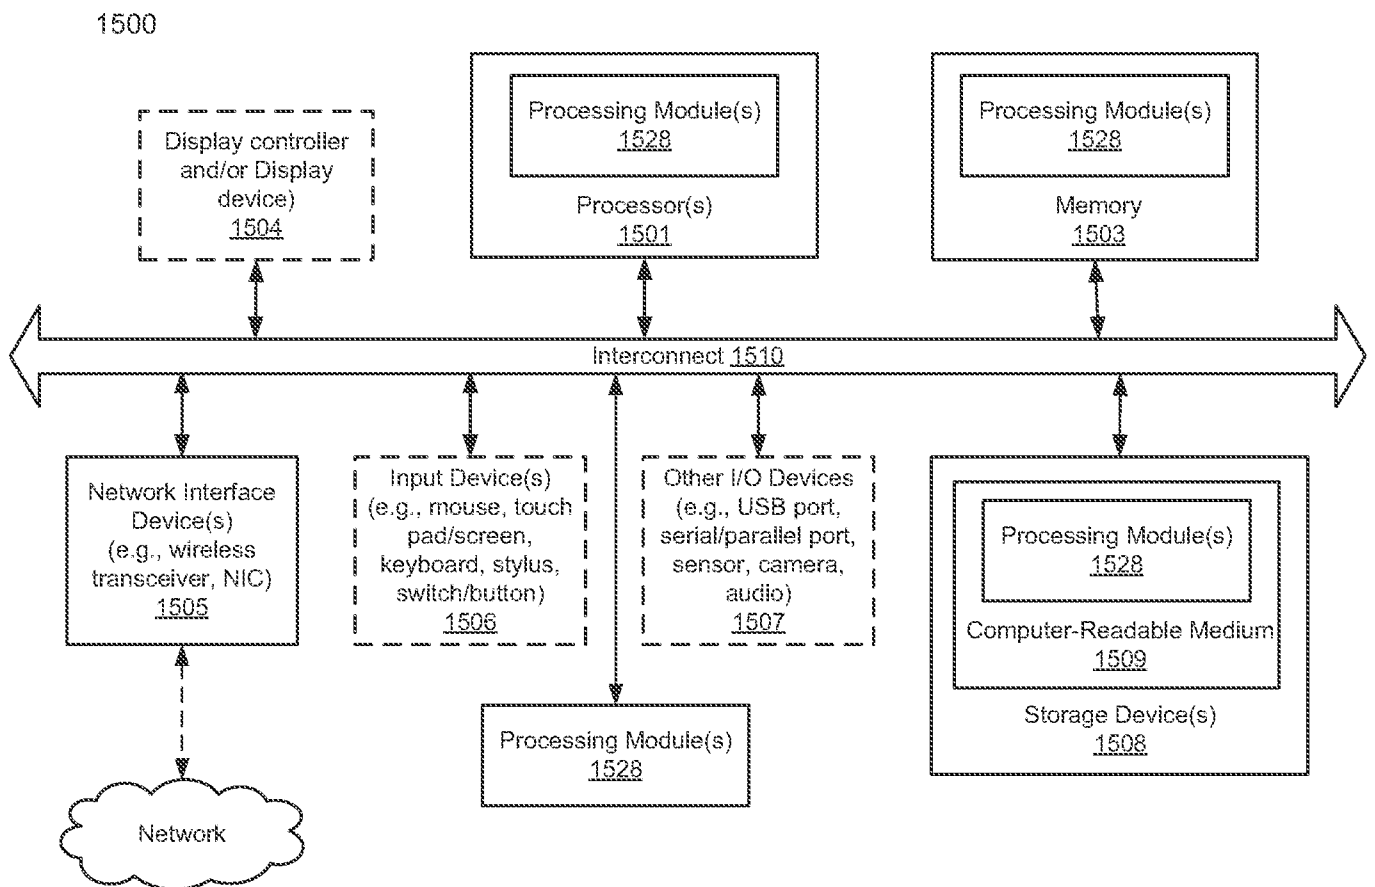 1500
Display controller
and/or Display
device)
1504
Processing Module(s)
1528
Processor(s)
1501
Processing Module(s)
1528
Memory
1503
Interconnect 1510
Network Interface
Device(s)
(e.g., wireless
transceiver, NIC)
1505
Input Device(s)
(e.g., mouse, touch
pad/screen,
keyboard, stylus,
switch/button)
1506
Other I/O Devices
(e.g., USB port,
serial/parallel port,
sensor, camera,
audio)
1507
Processing Module(s)
1528
Computer-Readable Medium
1509
Storage Device(s)
1508
Processing Module(s)
1528
Network